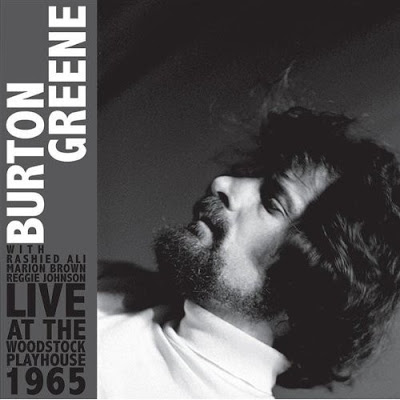 BURTON
GREENE
WITH
RASHIED ALI
MARION BROWN
REGGIE JOHNSON
LIVE
AT THE
WOODSTOCK
PLAYHOUSE
1965